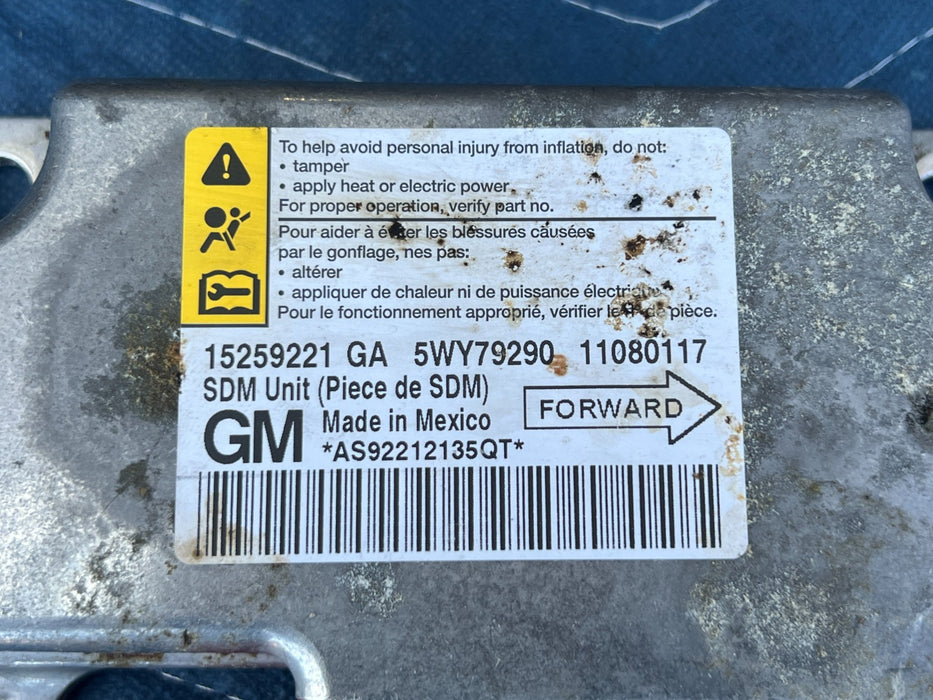 To help avoid personal injury from inflation, do not:
• tamper
• apply heat or electric power
For proper operation, verify part no.
Pour aider à éviter les blessures causées
par le gonflage, nes pas:
• altérer
• appliquer de chaleur ni de puissance
Pour le fonctionnement approprié, vérifier pièce.
15259221 GA 5WY79290 11080117
SDM Unit (Piece de SDM)
GM Made in Mexico
FORWARD
*AS92212135QT*